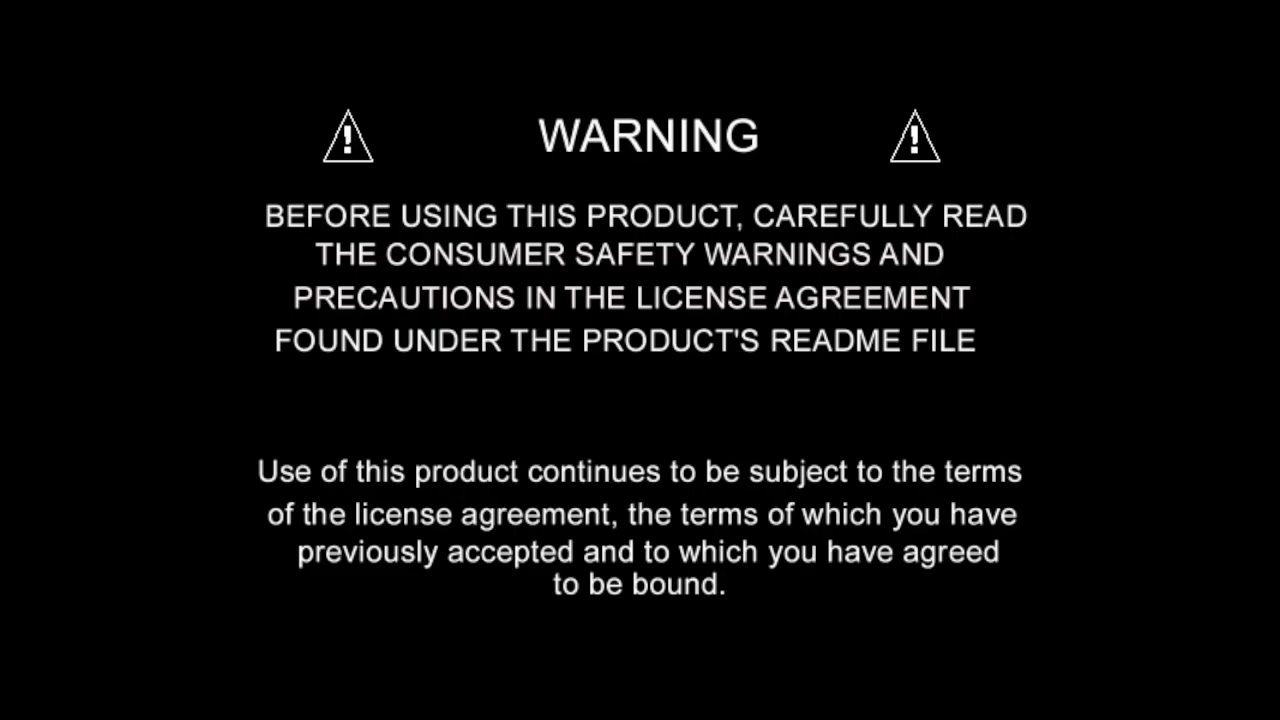 WARNING
BEFORE USING THIS PRODUCT, CAREFULLY READ
THE CONSUMER SAFETY WARNINGS AND
PRECAUTIONS IN THE LICENSE AGREEMENT
FOUND UNDER THE PRODUCT'S README FILE
Use of this product continues to be subject to the terms
of the license agreement, the terms of which you have
previously accepted and to which you have agreed
to be bound.